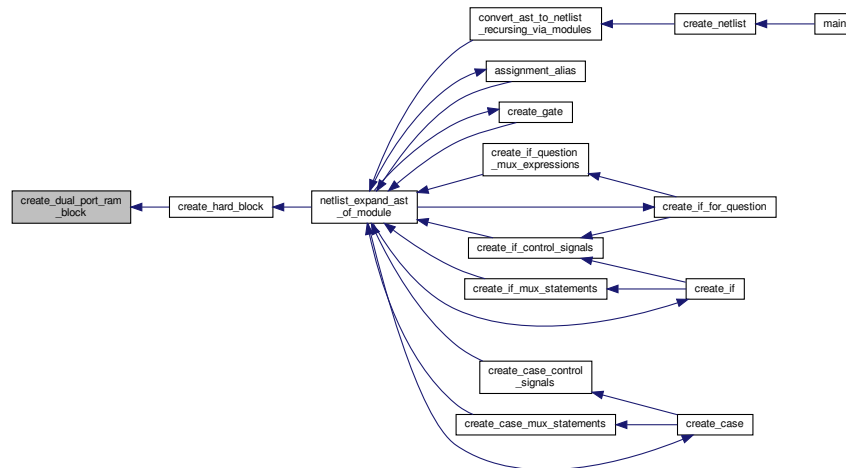 convert_ast_to_netlist
_recursing_via_modules
create_netlist
main
assignment_alias
create_gate
create_if_question
_mux_expressions
create_dual_port_ram
_block
create_hard_block
netlist_expand_ast
_of_module
create_if_for_question
create_if_control_signals
create_if_mux_statements
create_if
create_case_control
_signals
create_case_mux_statements
create_case